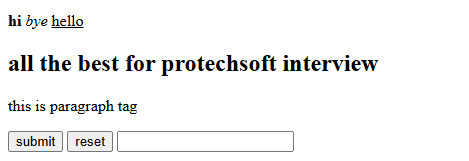 hi bye hello
all the best for protechsoft interview
this is paragraph tag
submit reset